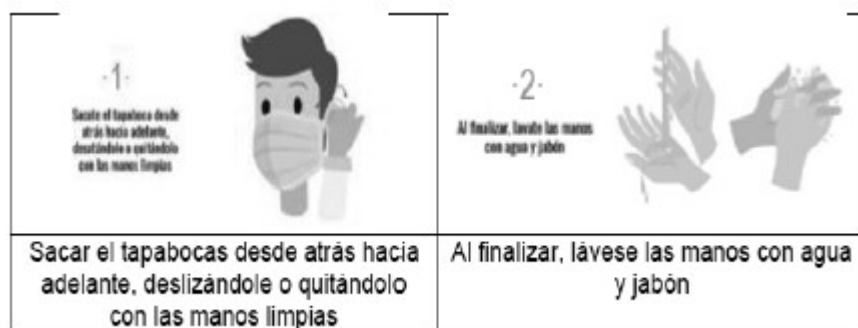 ·1·
Sacate el tapaboca desde
atrás hacia adelante,
desatándolo o quitándolo
con las manos limpias
·2·
Al finalizar, lavate las manos
con agua y jabón
Sacar el tapabocas desde atrás hacia
adelante, deslizándole o quitándolo
con las manos limpias
Al finalizar, lávese las manos con agua
y jabón